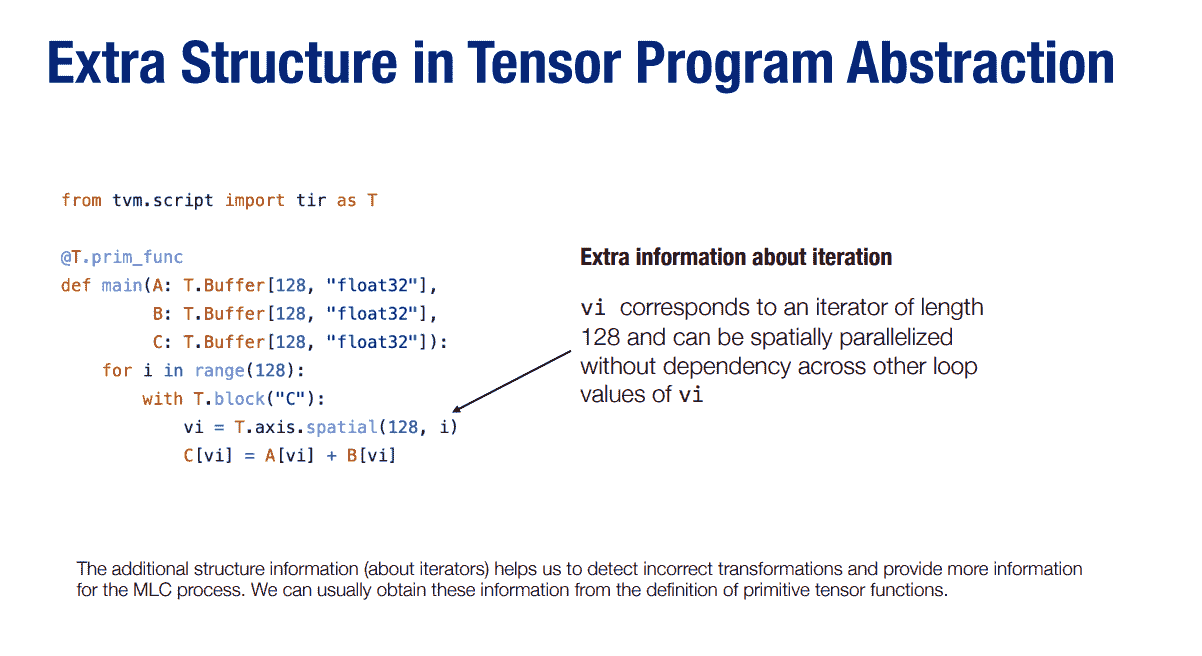 Extra Structure in Tensor Program Abstraction
from tvm.script import tir as T
@T.prim_func
def main(A: T.Buffer[128, "float32"],
         B: T.Buffer[128, "float32"],
         C: T.Buffer[128, "float32"]):
    for i in range(128):
        with T.block("C"):
            vi = T.axis.spatial(128, i)
            C[vi] = A[vi] + B[vi]
Extra information about iteration
vi corresponds to an iterator of length
128 and can be spatially parallelized
without dependency across other loop
values of vi
The additional structure information (about iterators) helps us to detect incorrect transformations and provide more information
for the MLC process. We can usually obtain these information from the definition of primitive tensor functions.